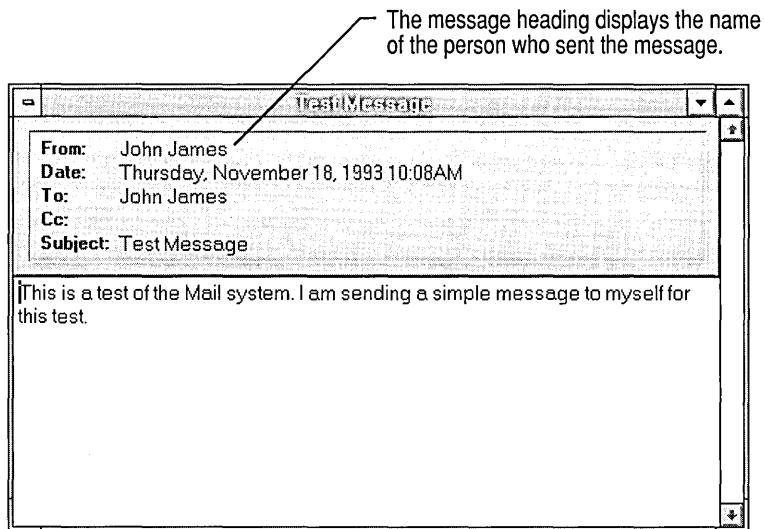 The message heading displays the name
of the person who sent the message.
Test Message
From: John James
Date: Thursday, November 18, 1993 10:08AM
To: John James
Cc:
Subject: Test Message
This is a test of the Mail system. I am sending a simple message to myself for
this test.